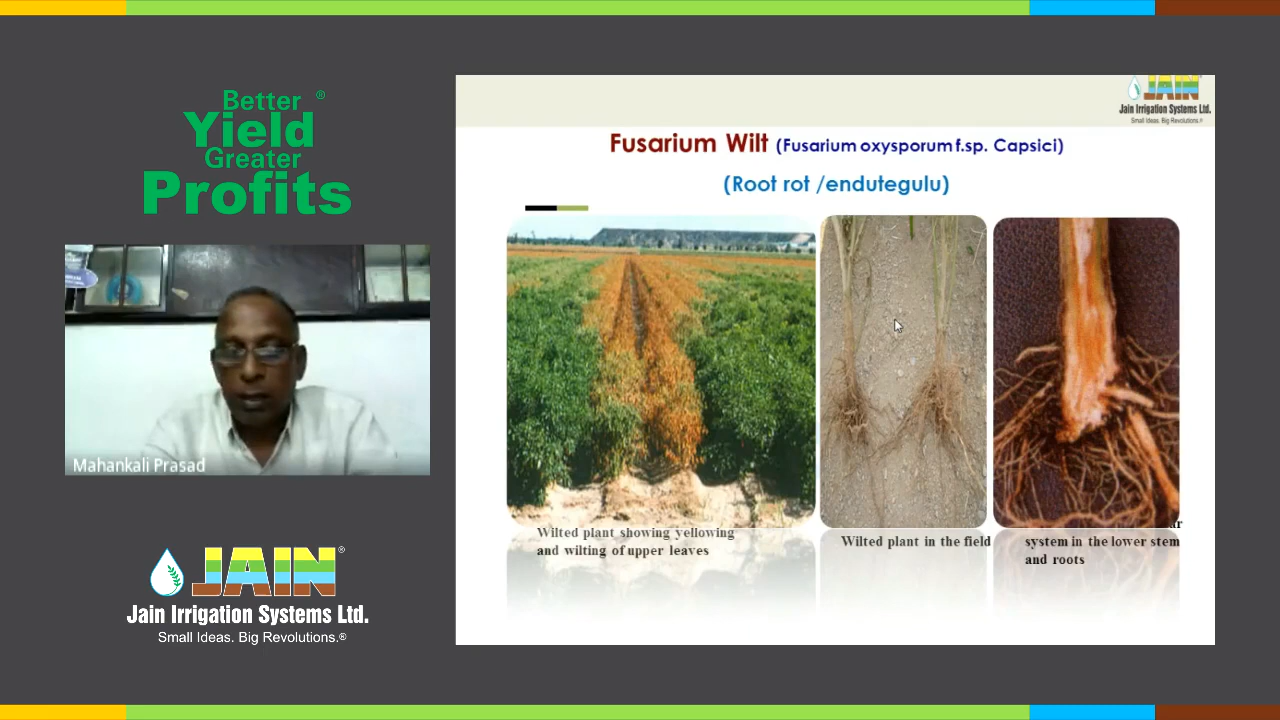 Better ®
Yield
Greater
Profits
Mahankali Prasad
JAIN®
Jain Irrigation Systems Ltd.
Small Ideas. Big Revolutions.®
JAIN
Jain Irrigation Systems Ltd.
Small Ideas. Big Revolutions.®
Fusarium Wilt (Fusarium oxysporum f.sp. Capsici)
(Root rot /endutegulu)
Wilted plant showing yellowing
and wilting of upper leaves
Wilted plant in the field
system in the lower stem
and roots